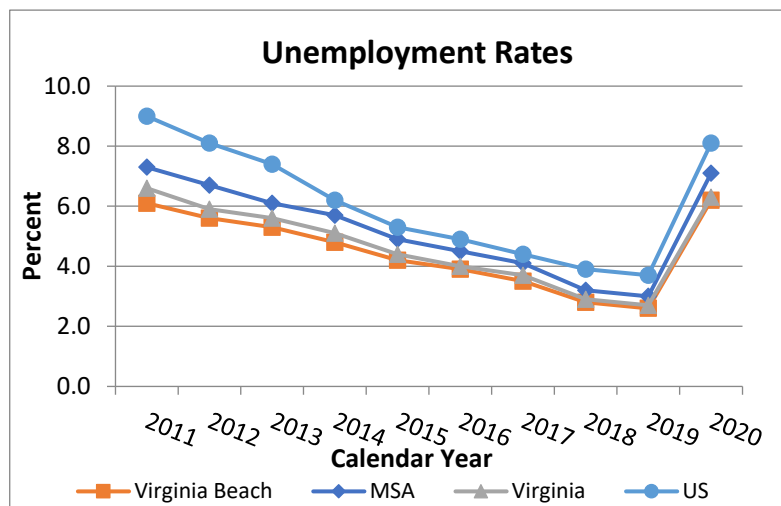 Unemployment Rates
10.0
8.0
6.0
4.0
2.0
0.0
Percent
2011 2012 2013 2014 2015 2016 2017 2018 2019 2020
Calendar Year
Virginia Beach MSA Virginia US